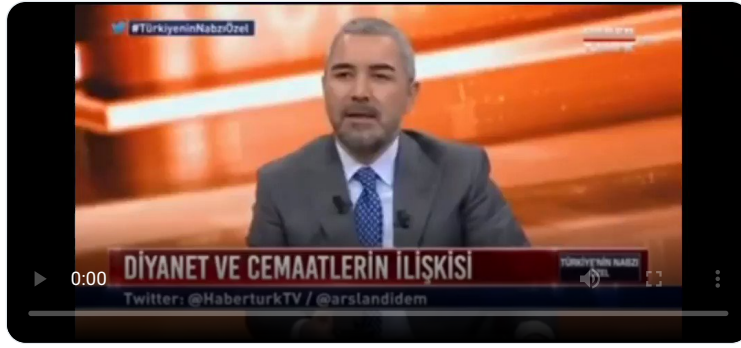 #TürkiyeninNabzıÖzel
DİYANET VE CEMAATLERİN İLİŞKİSİ
TÜRKİYE'NİN NABZI
ÖZEL
0:00
Twitter: @HaberturkTV / @arslandidem